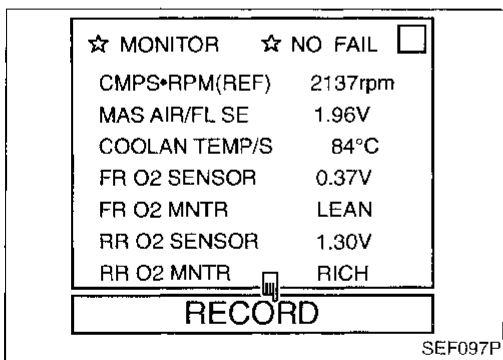 ☆ MONITOR ☆ NO FAIL
CMPS•RPM(REF) 2137rpm
MAS AIR/FL SE 1.96V
COOLAN TEMP/S 84°C
FR O2 SENSOR 0.37V
FR O2 MNTR LEAN
RR O2 SENSOR 1.30V
RR O2 MNTR RICH
RECORD
SEF097P